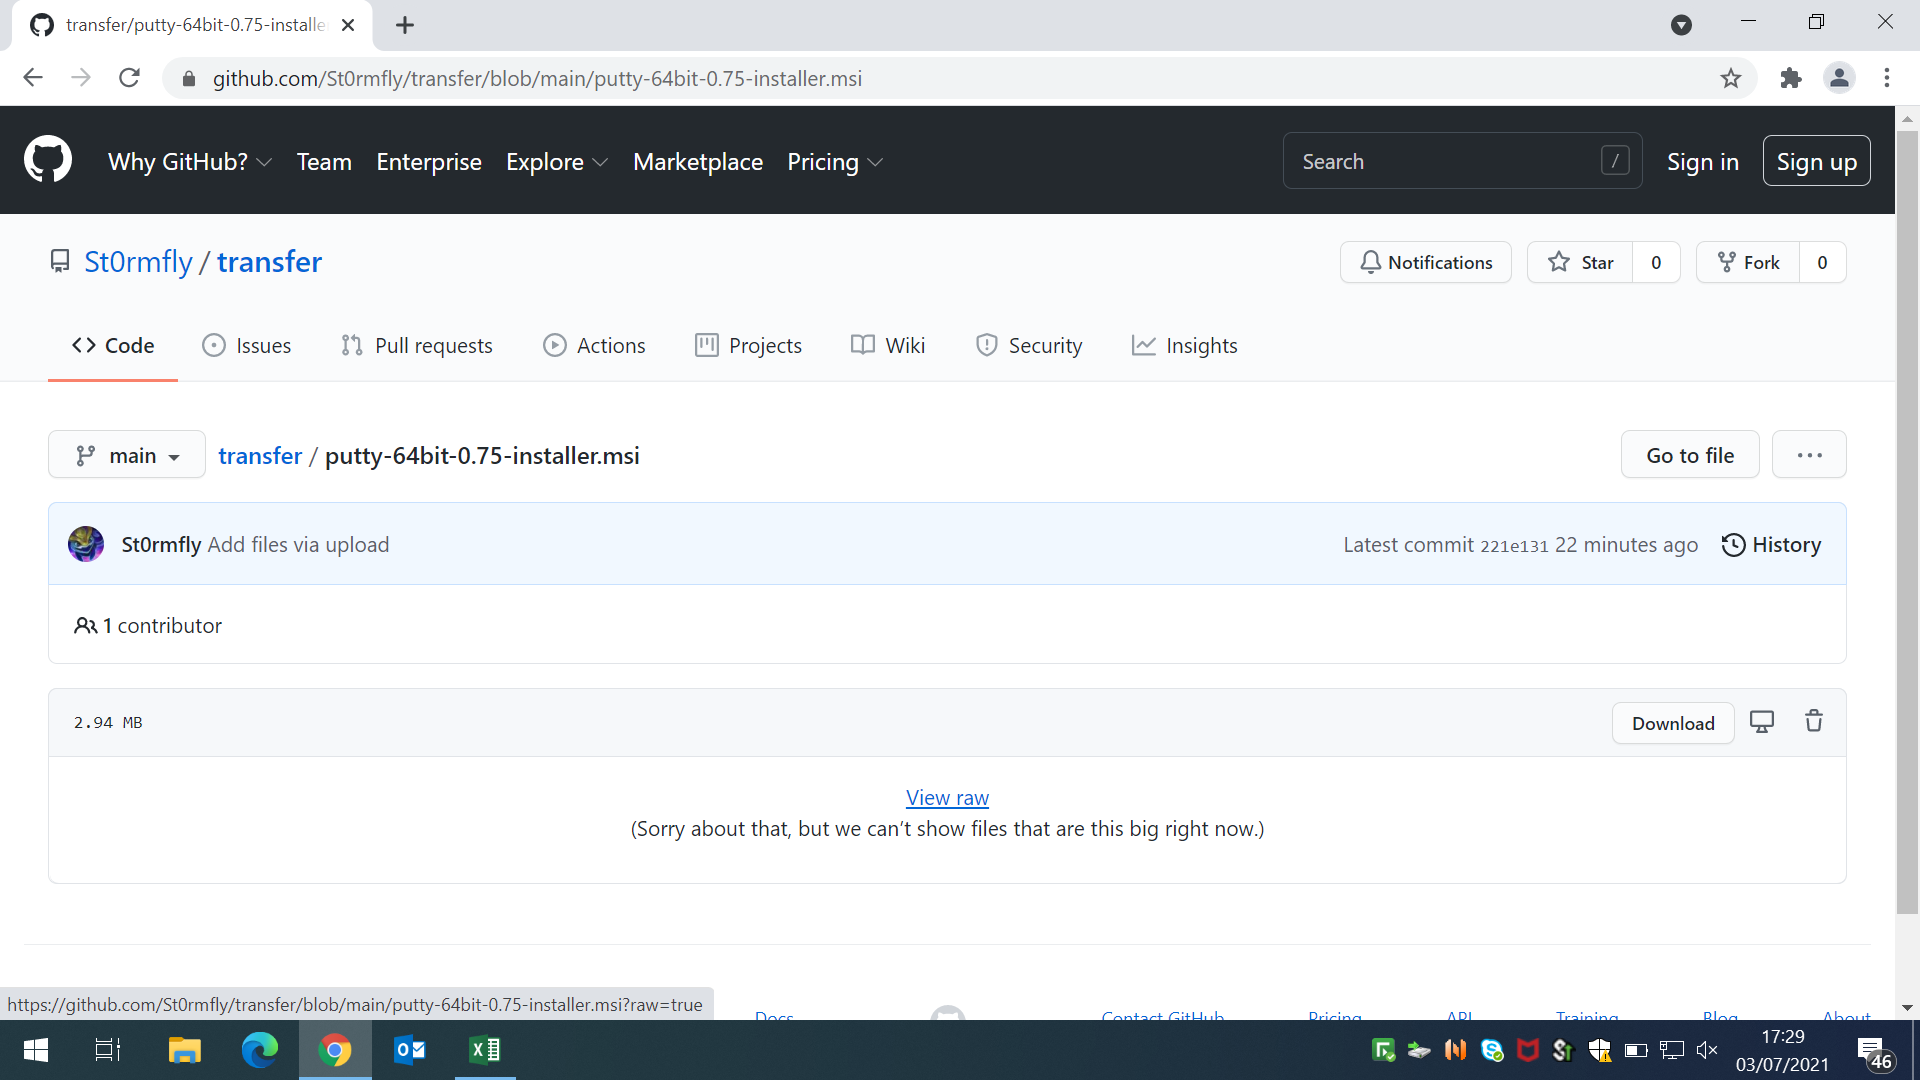 transfer/putty-64bit-0.75-installe
github.com/St0rmfly/transfer/blob/main/putty-64bit-0.75-installer.msi
Why GitHub? Team Enterprise Explore Marketplace Pricing Search / Sign in Sign up
St0rmfly / transfer Notifications Star 0 Fork 0
Code Issues Pull requests Actions Projects Wiki Security Insights
main transfer / putty-64bit-0.75-installer.msi Go to file ...
St0rmfly Add files via upload Latest commit 221e131 22 minutes ago History
1 contributor
2.94 MB Download
View raw
(Sorry about that, but we can’t show files that are this big right now.)
https://github.com/St0rmfly/transfer/blob/main/putty-64bit-0.75-installer.msi?raw=true
Docs Contact GitHub Pricing API Training Blog About
17:29
03/07/2021
46